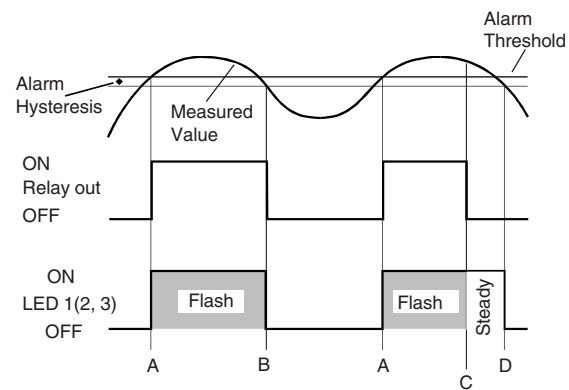 Alarm
Threshold
Alarm
Hysteresis
Measured
Value
ON
Relay out
OFF
ON
LED 1(2, 3)
OFF
Flash
Flash
Steady
A
B
A
C
D